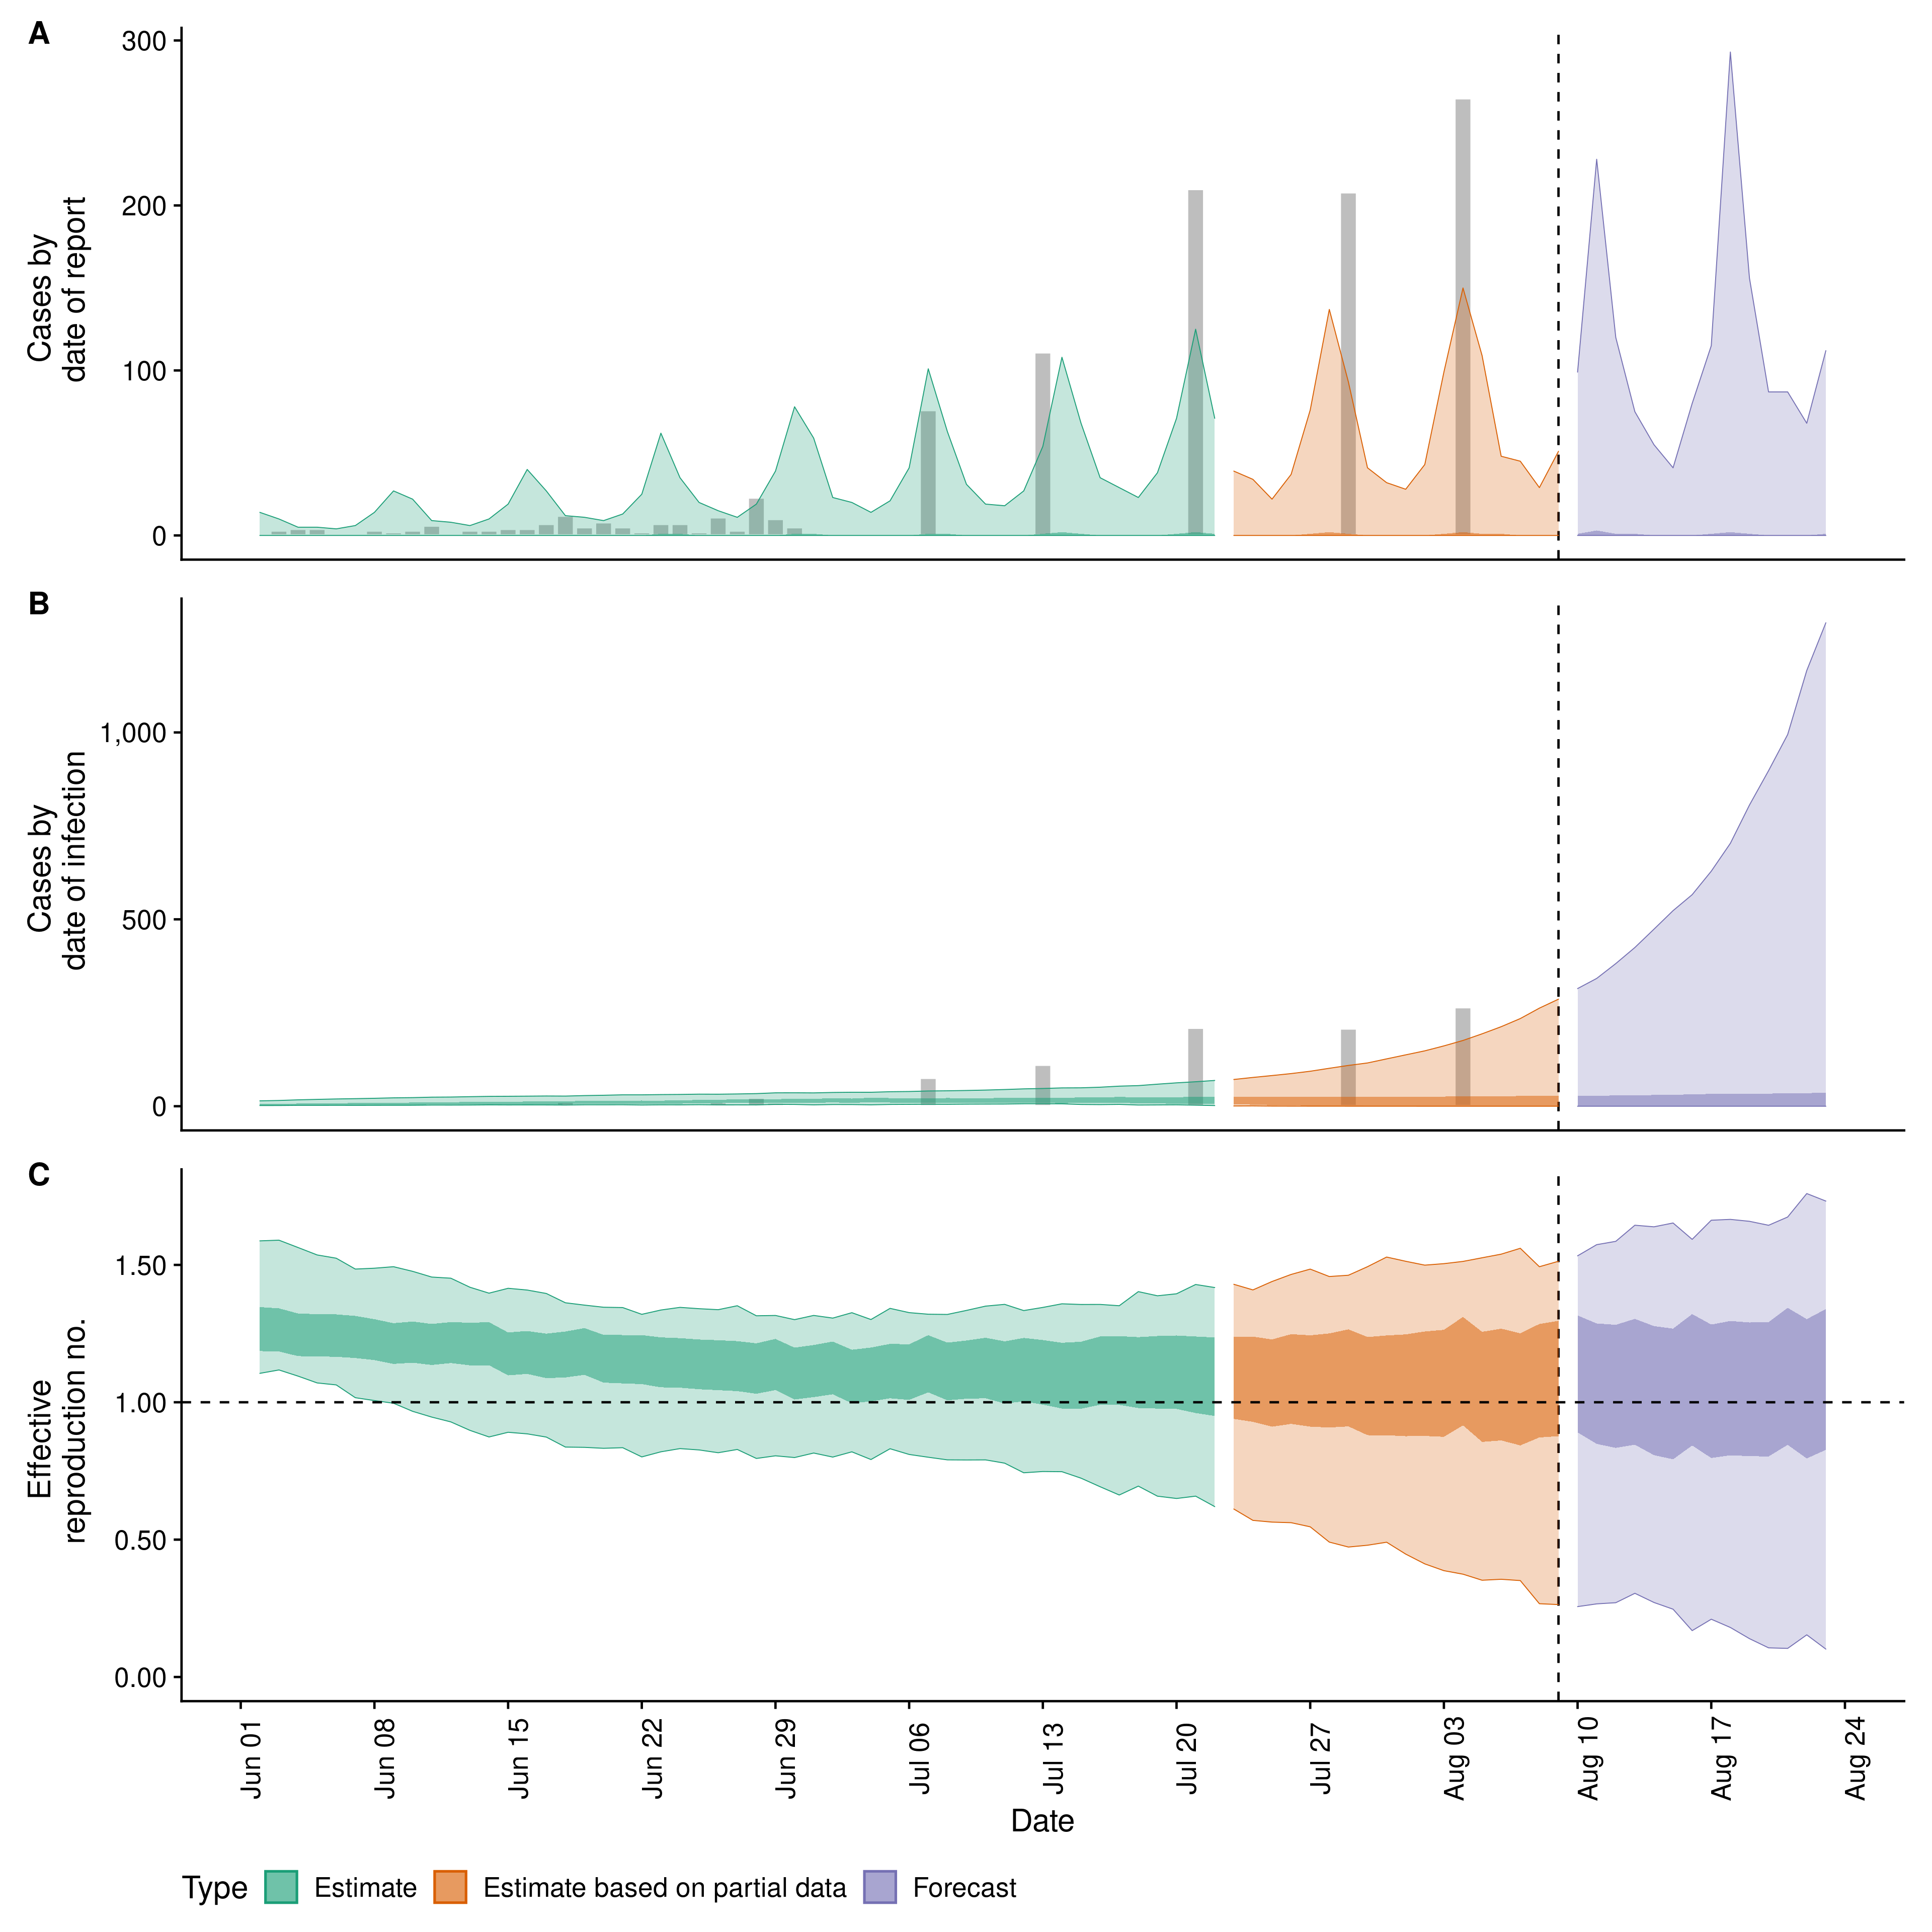 A
300
200
100
0
Cases by
date of report
B
1,000
500
0
Cases by
date of infection
C
1.50
1.00
0.50
0.00
Effective
reproduction no.
Jun 01
Jun 08
Jun 15
Jun 22
Jun 29
Jul 06
Jul 13
Jul 20
Jul 27
Aug 03
Aug 10
Aug 17
Aug 24
Date
Type Estimate Estimate based on partial data Forecast